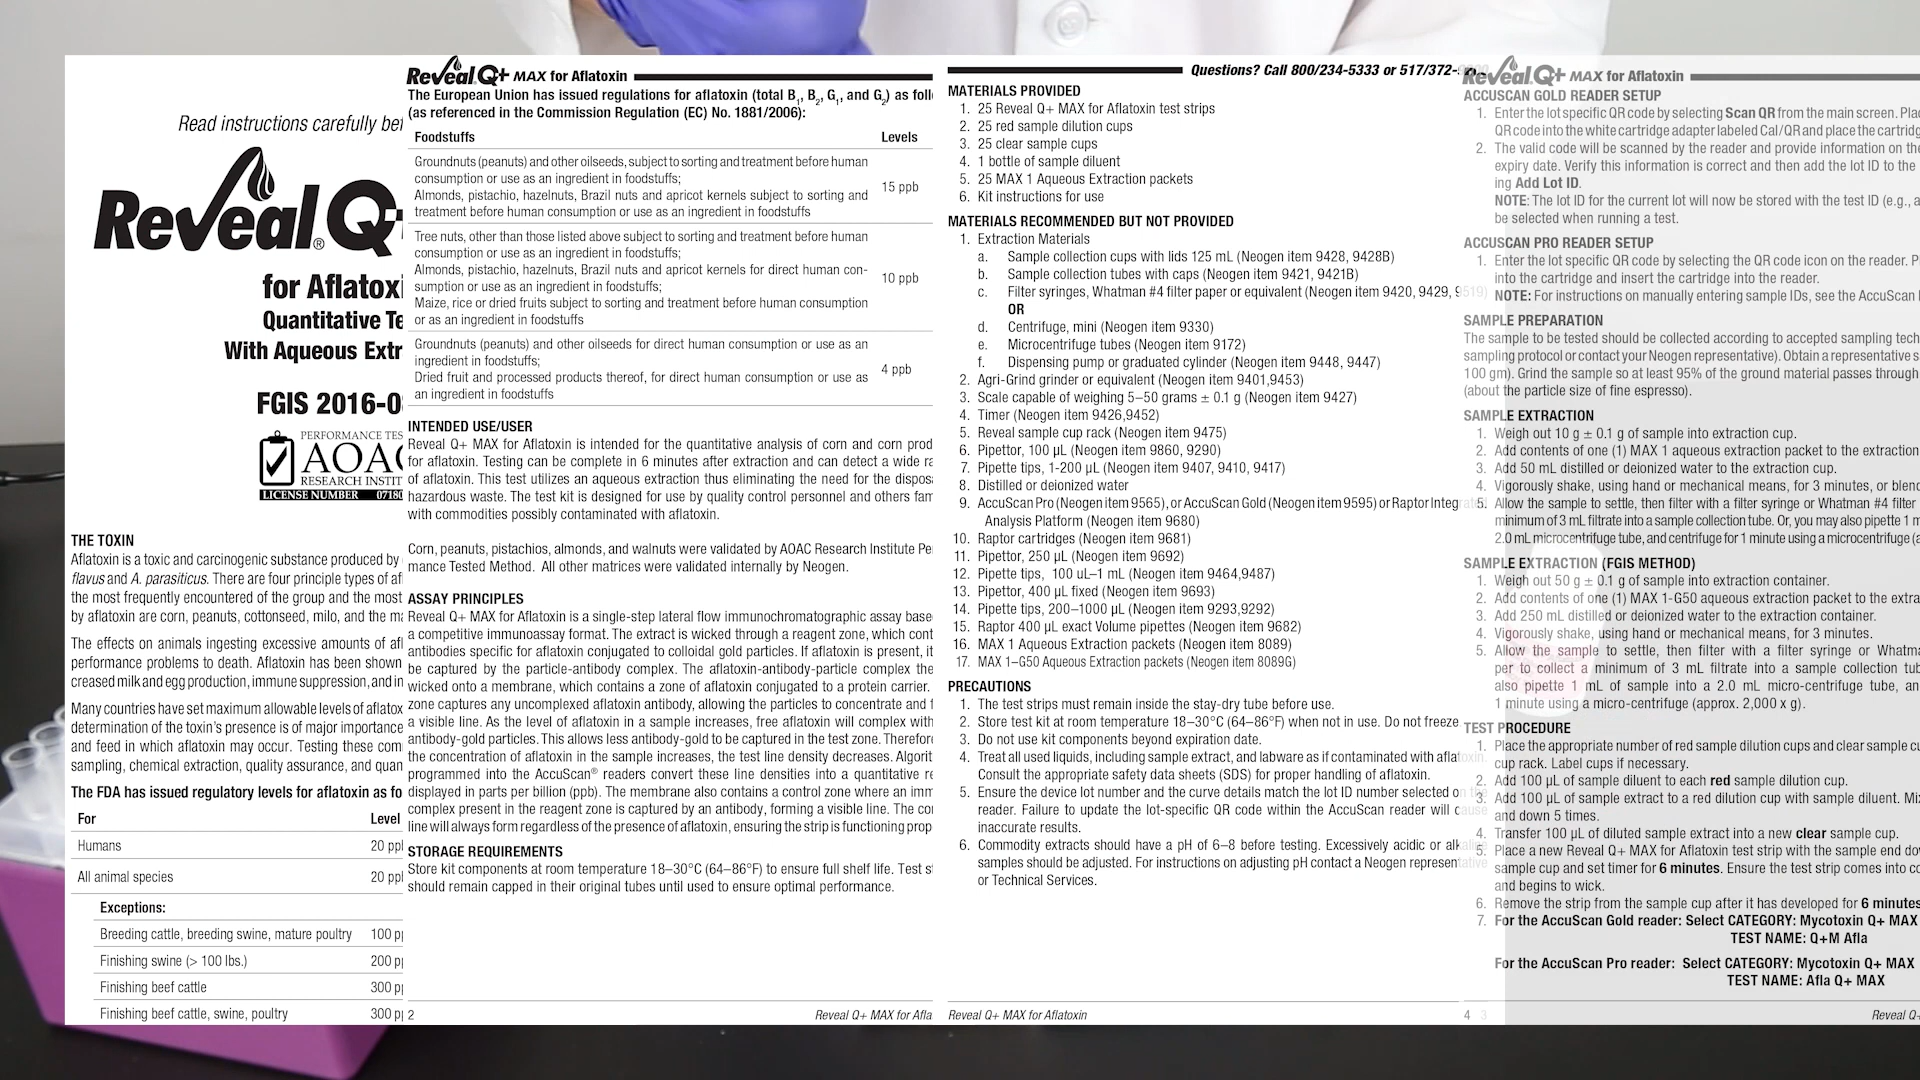 Read instructions carefully bef
Reveal® Q+
for Aflatoxi
Quantitative Te
With Aqueous Extr
FGIS 2016-0
PERFORMANCE TES
AOAC
RESEARCH INSTIT
LICENSE NUMBER 07180
THE TOXIN
Aflatoxin is a toxic and carcinogenic substance produced by
flavus and A. parasiticus. There are four principle types of afl
the most frequently encountered of the group and the most
by aflatoxin are corn, peanuts, cottonseed, milo, and the ma
The effects on animals ingesting excessive amounts of afl
performance problems to death. Aflatoxin has been shown
creased milk and egg production, immune suppression, and in
Many countries have set maximum allowable levels of aflatox
determination of the toxin's presence is of major importance
and feed in which aflatoxin may occur. Testing these com
sampling, chemical extraction, quality assurance, and quan
The FDA has issued regulatory levels for aflatoxin as fo
For Level
Humans 20 ppl
All animal species 20 ppl
Exceptions:
Breeding cattle, breeding swine, mature poultry 100 p
Finishing swine (> 100 lbs.) 200 p
Finishing beef cattle 300 p
Finishing beef cattle, swine, poultry 300 p
Reveal Q+ MAX for Aflatoxin
The European Union has issued regulations for aflatoxin (total B1, B2, G1, and G2) as foll
(as referenced in the Commission Regulation (EC) No. 1881/2006):
Foodstuffs Levels
Groundnuts (peanuts) and other oilseeds, subject to sorting and treatment before human
consumption or use as an ingredient in foodstuffs;
Almonds, pistachio, hazelnuts, Brazil nuts and apricot kernels subject to sorting and
treatment before human consumption or use as an ingredient in foodstuffs
15 ppb
Tree nuts, other than those listed above subject to sorting and treatment before human
consumption or use as an ingredient in foodstuffs;
Almonds, pistachio, hazelnuts, Brazil nuts and apricot kernels for direct human con-
sumption or use as an ingredient in foodstuffs;
Maize, rice or dried fruits subject to sorting and treatment before human consumption
or as an ingredient in foodstuffs
10 ppb
Groundnuts (peanuts) and other oilseeds for direct human consumption or use as an
ingredient in foodstuffs;
Dried fruit and processed products thereof, for direct human consumption or use as
an ingredient in foodstuffs
4 ppb
INTENDED USE/USER
Reveal Q+ MAX for Aflatoxin is intended for the quantitative analysis of corn and corn prod
for aflatoxin. Testing can be complete in 6 minutes after extraction and can detect a wide ra
of aflatoxin. This test utilizes an aqueous extraction thus eliminating the need for the dispos
hazardous waste. The test kit is designed for use by quality control personnel and others fam
with commodities possibly contaminated with aflatoxin.
Corn, peanuts, pistachios, almonds, and walnuts were validated by AOAC Research Institute Pe
mance Tested Method. All other matrices were validated internally by Neogen.
ASSAY PRINCIPLES
Reveal Q+ MAX for Aflatoxin is a single-step lateral flow immunochromatographic assay base
a competitive immunoassay format. The extract is wicked through a reagent zone, which cont
antibodies specific for aflatoxin conjugated to colloidal gold particles. If aflatoxin is present, it
be captured by the particle-antibody complex. The aflatoxin-antibody-particle complex the
wicked onto a membrane, which contains a zone of aflatoxin conjugated to a protein carrier.
zone captures any uncomplexed aflatoxin antibody, allowing the particles to concentrate and f
a visible line. As the level of aflatoxin in a sample increases, free aflatoxin will complex with
antibody-gold particles. This allows less antibody-gold to be captured in the test zone. Therefore
the concentration of aflatoxin in the sample increases, the test line density decreases. Algorit
programmed into the AccuScan® readers convert these line densities into a quantitative re
displayed in parts per billion (ppb). The membrane also contains a control zone where an imm
complex present in the reagent zone is captured by an antibody, forming a visible line. The co
line will always form regardless of the presence of aflatoxin, ensuring the strip is functioning prop
STORAGE REQUIREMENTS
Store kit components at room temperature 18–30°C (64–86°F) to ensure full shelf life. Test s
should remain capped in their original tubes until used to ensure optimal performance.
2 Reveal Q+ MAX for Afla
Questions? Call 800/234-5333 or 517/372-
MATERIALS PROVIDED
1. 25 Reveal Q+ MAX for Aflatoxin test strips
2. 25 red sample dilution cups
3. 25 clear sample cups
4. 1 bottle of sample diluent
5. 25 MAX 1 Aqueous Extraction packets
6. Kit instructions for use
MATERIALS RECOMMENDED BUT NOT PROVIDED
1. Extraction Materials
a. Sample collection cups with lids 125 mL (Neogen item 9428, 9428B)
b. Sample collection tubes with caps (Neogen item 9421, 9421B)
c. Filter syringes, Whatman #4 filter paper or equivalent (Neogen item 9420, 9429, 9519)
OR
d. Centrifuge, mini (Neogen item 9330)
e. Microcentrifuge tubes (Neogen item 9172)
f. Dispensing pump or graduated cylinder (Neogen item 9448, 9447)
2. Agri-Grind grinder or equivalent (Neogen item 9401,9453)
3. Scale capable of weighing 5–50 grams ± 0.1 g (Neogen item 9427)
4. Timer (Neogen item 9426,9452)
5. Reveal sample cup rack (Neogen item 9475)
6. Pipettor, 100 µL (Neogen item 9860, 9290)
7. Pipette tips, 1-200 µL (Neogen item 9407, 9410, 9417)
8. Distilled or deionized water
9. AccuScan Pro (Neogen item 9565), or AccuScan Gold (Neogen item 9595) or Raptor Integrated
Analysis Platform (Neogen item 9680)
10. Raptor cartridges (Neogen item 9681)
11. Pipettor, 250 µL (Neogen item 9692)
12. Pipette tips, 100 uL–1 mL (Neogen item 9464,9487)
13. Pipettor, 400 µL fixed (Neogen item 9693)
14. Pipette tips, 200–1000 µL (Neogen item 9293,9292)
15. Raptor 400 µL exact Volume pipettes (Neogen item 9682)
16. MAX 1 Aqueous Extraction packets (Neogen item 8089)
17. MAX 1–G50 Aqueous Extraction packets (Neogen item 8089G)
PRECAUTIONS
1. The test strips must remain inside the stay-dry tube before use.
2. Store test kit at room temperature 18–30°C (64–86°F) when not in use. Do not freeze
3. Do not use kit components beyond expiration date.
4. Treat all used liquids, including sample extract, and labware as if contaminated with aflatoxin.
Consult the appropriate safety data sheets (SDS) for proper handling of aflatoxin.
5. Ensure the device lot number and the curve details match the lot ID number selected on the
reader. Failure to update the lot-specific QR code within the AccuScan reader will cause
inaccurate results.
6. Commodity extracts should have a pH of 6–8 before testing. Excessively acidic or alkaline
samples should be adjusted. For instructions on adjusting pH contact a Neogen representative
or Technical Services.
Reveal Q+ MAX for Aflatoxin 3
Reveal Q+ MAX for Aflatoxin
ACCUSCAN GOLD READER SETUP
1. Enter the lot specific QR code by selecting Scan QR from the main screen. Plac
QR code into the white cartridge adapter labeled Cal/QR and place the cartridg
2. The valid code will be scanned by the reader and provide information on the
expiry date. Verify this information is correct and then add the lot ID to the
ing Add Lot ID.
NOTE: The lot ID for the current lot will now be stored with the test ID (e.g., a
be selected when running a test.
ACCUSCAN PRO READER SETUP
1. Enter the lot specific QR code by selecting the QR code icon on the reader. Pl
into the cartridge and insert the cartridge into the reader.
NOTE: For instructions on manually entering sample IDs, see the AccuScan
SAMPLE PREPARATION
The sample to be tested should be collected according to accepted sampling tech
sampling protocol or contact your Neogen representative). Obtain a representative s
100 gm). Grind the sample so at least 95% of the ground material passes through
(about the particle size of fine espresso).
SAMPLE EXTRACTION
1. Weigh out 10 g ± 0.1 g of sample into extraction cup.
2. Add contents of one (1) MAX 1 aqueous extraction packet to the extraction
3. Add 50 mL distilled or deionized water to the extraction cup.
4. Vigorously shake, using hand or mechanical means, for 3 minutes, or blend
5. Allow the sample to settle, then filter with a filter syringe or Whatman #4 filter
minimum of 3 mL filtrate into a sample collection tube. Or, you may also pipette 1 m
2.0 mL microcentrifuge tube, and centrifuge for 1 minute using a microcentrifuge (a
SAMPLE EXTRACTION (FGIS METHOD)
1. Weigh out 50 g ± 0.1 g of sample into extraction container.
2. Add contents of one (1) MAX 1-G50 aqueous extraction packet to the extra
3. Add 250 mL distilled or deionized water to the extraction container.
4. Vigorously shake, using hand or mechanical means, for 3 minutes.
5. Allow the sample to settle, then filter with a filter syringe or Whatma
per to collect a minimum of 3 mL filtrate into a sample collection tub
also pipette 1 mL of sample into a 2.0 mL micro-centrifuge tube, an
1 minute using a micro-centrifuge (approx. 2,000 x g).
TEST PROCEDURE
1. Place the appropriate number of red sample dilution cups and clear sample cu
cup rack. Label cups if necessary.
2. Add 100 µL of sample diluent to each red sample dilution cup.
3. Add 100 µL of sample extract to a red dilution cup with sample diluent. Mix
and down 5 times.
4. Transfer 100 µL of diluted sample extract into a new clear sample cup.
5. Place a new Reveal Q+ MAX for Aflatoxin test strip with the sample end dow
sample cup and set timer for 6 minutes. Ensure the test strip comes into co
and begins to wick.
6. Remove the strip from the sample cup after it has developed for 6 minutes
7. For the AccuScan Gold reader: Select CATEGORY: Mycotoxin Q+ MAX
TEST NAME: Q+M Afla
For the AccuScan Pro reader: Select CATEGORY: Mycotoxin Q+ MAX
TEST NAME: Afla Q+ MAX
4 Reveal Q+